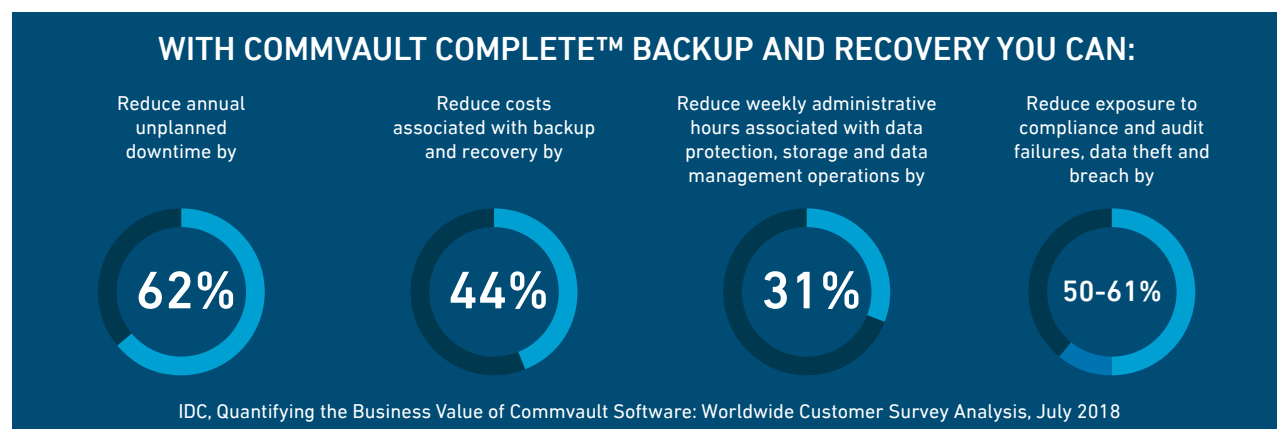 WITH COMMVAULT COMPLETE™ BACKUP AND RECOVERY YOU CAN:
Reduce annual
unplanned
downtime by
62%
Reduce costs
associated with backup
and recovery by
44%
Reduce weekly administrative
hours associated with data
protection, storage and data
management operations by
31%
Reduce exposure to
compliance and audit
failures, data theft and
breach by
50-61%
IDC, Quantifying the Business Value of Commvault Software: Worldwide Customer Survey Analysis, July 2018